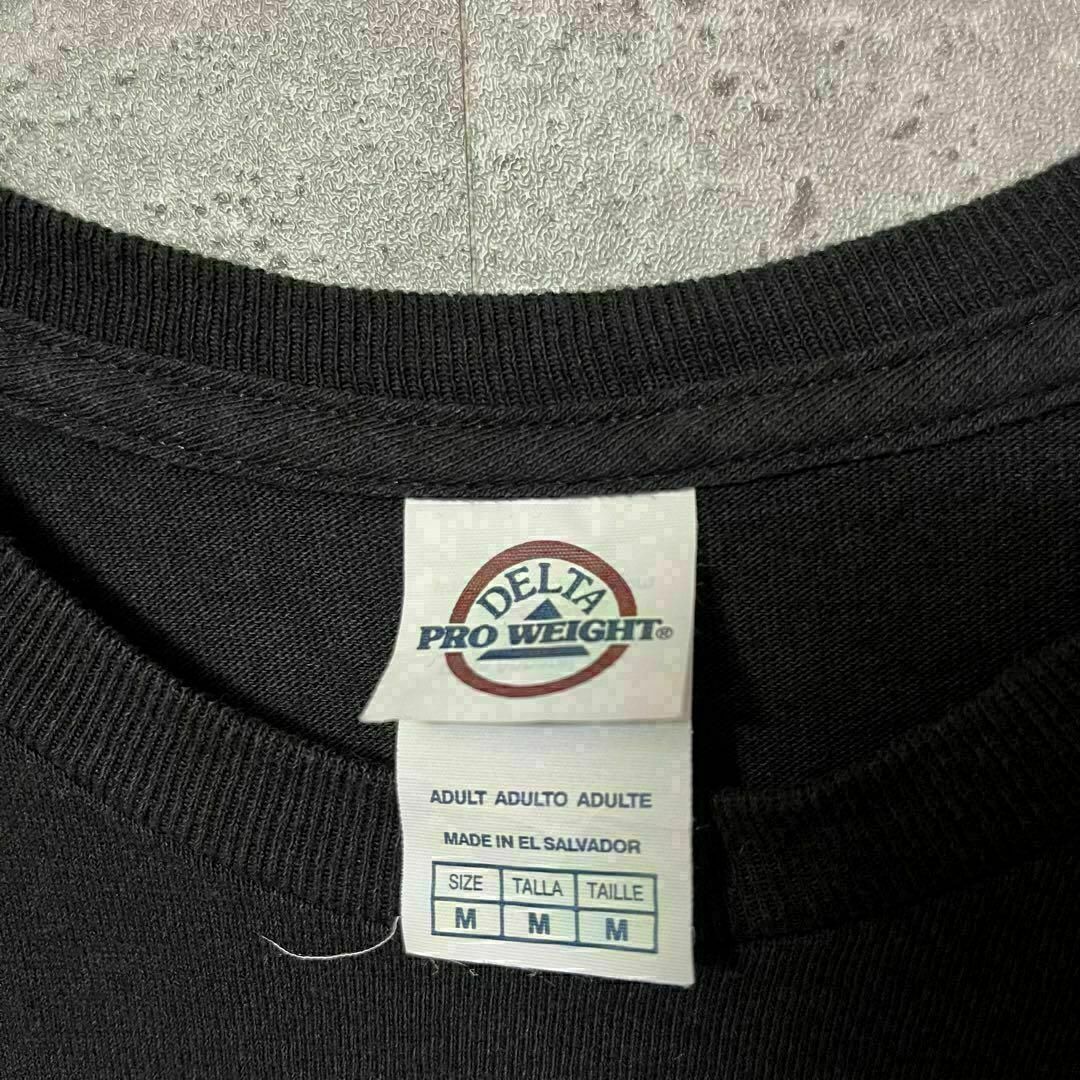 DELTA
PRO WEIGHT®
ADULT ADULTO ADULTE
MADE IN EL SALVADOR
SIZE TALLA TAILLE
M M M